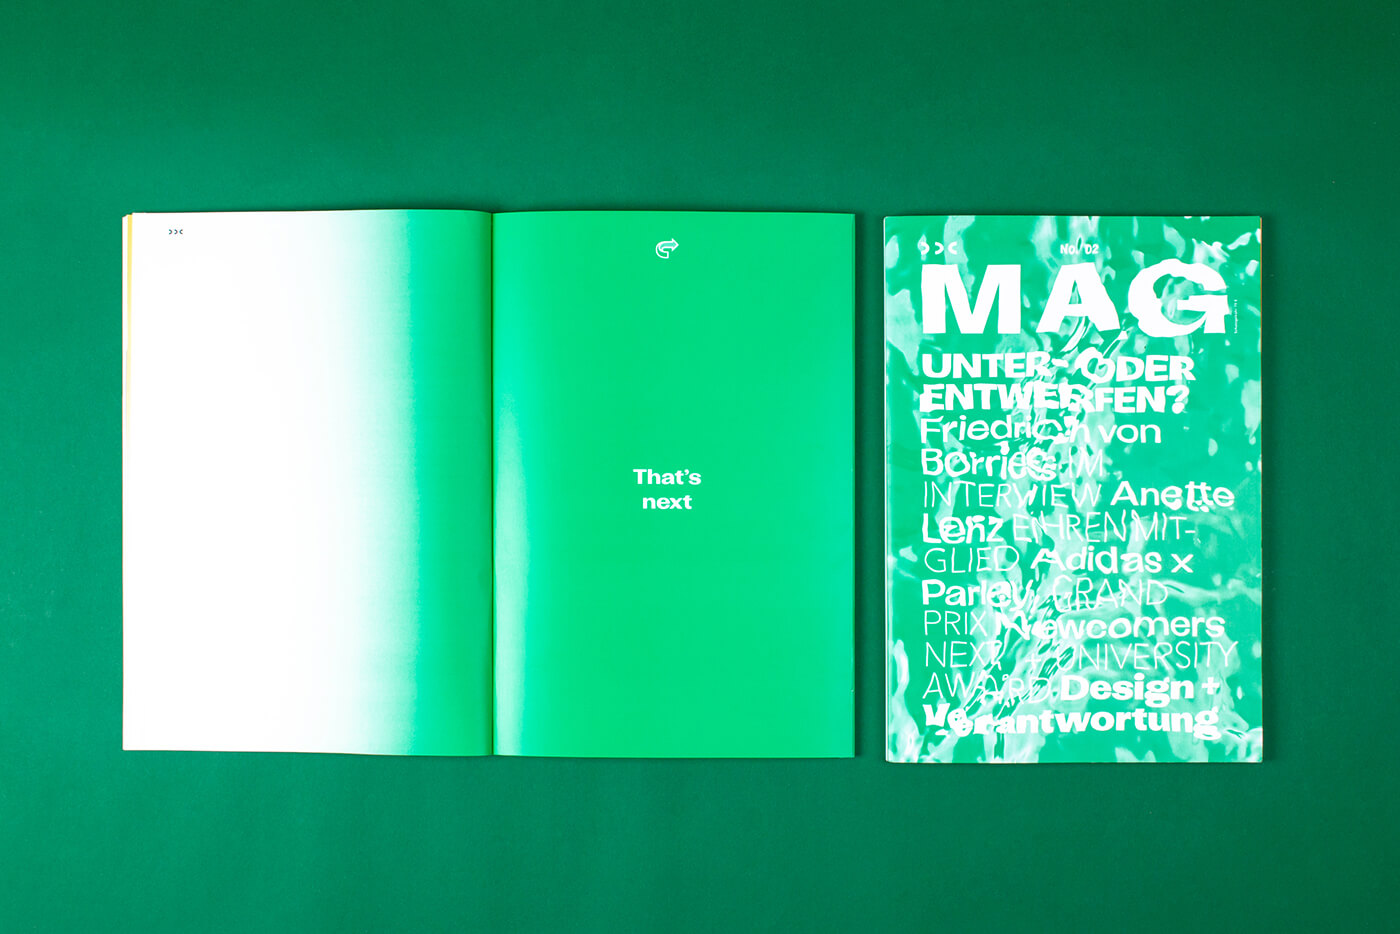 That's
next
No. 02
MAG
UNTER- ODER
ENTWERFEN?
Friedrich von
Borries IM
INTERVIEW Anette
Lenz EHRENMIT-
GLIED Adidas x
Parley, GRAND
PRIX Newcomers
NEXT + UNIVERSITY
AWARD Design +
Verantwortung